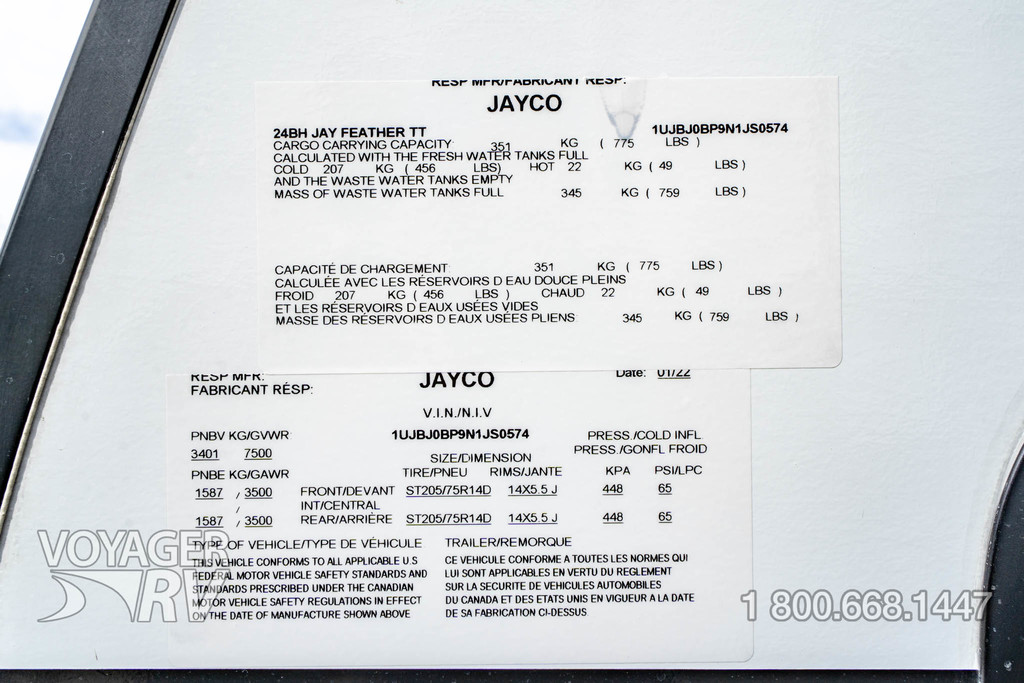 RESP MFR/FABRICANT RESP:
JAYCO
24BH JAY FEATHER TT 1UJBJ0BP9N1JS0574
CARGO CARRYING CAPACITY 351 KG ( 775 LBS )
CALCULATED WITH THE FRESH WATER TANKS FULL
COLD 207 KG ( 456 LBS) HOT 22 KG ( 49 LBS )
AND THE WASTE WATER TANKS EMPTY
MASS OF WASTE WATER TANKS FULL 345 KG ( 759 LBS )
CAPACITÉ DE CHARGEMENT: 351 KG ( 775 LBS )
CALCULÉE AVEC LES RÉSERVOIRS D EAU DOUCE PLEINS
FROID 207 KG ( 456 LBS ) CHAUD 22 KG ( 49 LBS )
ET LES RÉSERVOIRS D EAUX USÉES VIDES
MASSE DES RÉSERVOIRS D EAUX USÉES PLIENS: 345 KG ( 759 LBS )
RESP MFR: JAYCO Date: 01/22
FABRICANT RÉSP:
V.I.N./N.I.V
PNBV KG/GVWR 1UJBJ0BP9N1JS0574 PRESS./COLD INFL.
3401 7500 SIZE/DIMENSION PRESS./GONFL FROID
PNBE KG/GAWR TIRE/PNEU RIMS/JANTE KPA PSI/LPC
1587 / 3500 FRONT/DEVANT ST205/75R14D 14X5.5 J 448 65
/ INT/CENTRAL
1587 / 3500 REAR/ARRIÈRE ST205/75R14D 14X5.5 J 448 65
TYPE OF VEHICLE/TYPE DE VÉHICULE TRAILER/REMORQUE
THIS VEHICLE CONFORMS TO ALL APPLICABLE U.S
FEDERAL MOTOR VEHICLE SAFETY STANDARDS AND
STANDARDS PRESCRIBED UNDER THE CANADIAN
MOTOR VEHICLE SAFETY REGULATIONS IN EFFECT
ON THE DATE OF MANUFACTURE SHOWN ABOVE
CE VEHICULE CONFORME A TOUTES LES NORMES QUI
LUI SONT APPLICABLES EN VERTU DU REGLEMENT
SUR LA SECURITE DE VEHICULES AUTOMOBILES
DU CANADA ET DES ETATS UNIS EN VIGUEUR A LA DATE
DE SA FABRICATION CI-DESSUS
VOYAGER
RV
1 800.668.1447